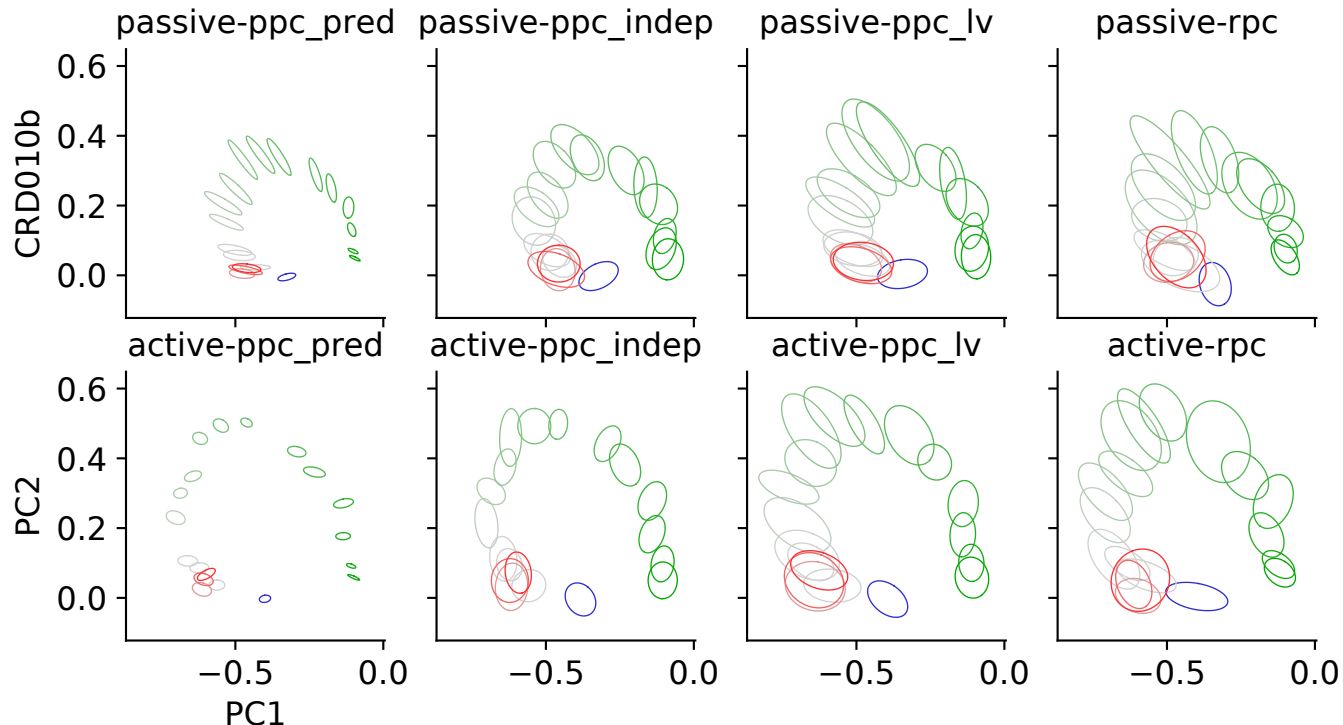 passive-ppc_pred passive-ppc_indep passive-ppc_lv passive-rpc
CRD010b
0.6
0.4
0.2
0.0
active-ppc_pred active-ppc_indep active-ppc_lv active-rpc
PC2
0.6
0.4
0.2
0.0
−0.5 0.0 −0.5 0.0 −0.5 0.0 −0.5 0.0
PC1